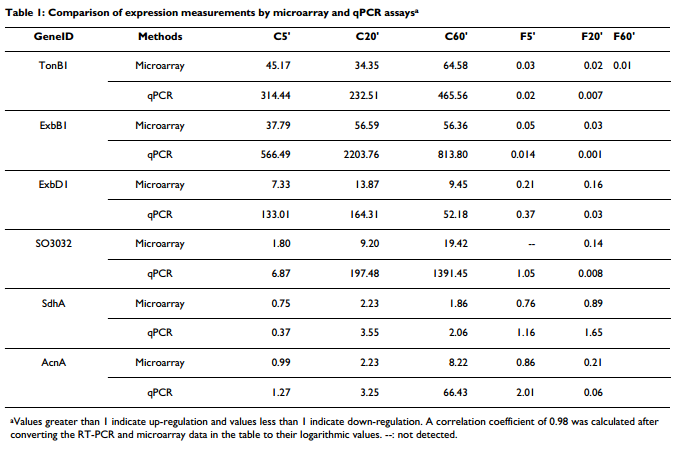 Table 1: Comparison of expression measurements by microarray and qPCR assaysa
GeneID Methods C5' C20' C60' F5' F20' F60'
TonB1 Microarray 45.17 34.35 64.58 0.03 0.02 0.01
qPCR 314.44 232.51 465.56 0.02 0.007
ExbB1 Microarray 37.79 56.59 56.36 0.05 0.03
qPCR 566.49 2203.76 813.80 0.014 0.001
ExbD1 Microarray 7.33 13.87 9.45 0.21 0.16
qPCR 133.01 164.31 52.18 0.37 0.03
SO3032 Microarray 1.80 9.20 19.42 -- 0.14
qPCR 6.87 197.48 1391.45 1.05 0.008
SdhA Microarray 0.75 2.23 1.86 0.76 0.89
qPCR 0.37 3.55 2.06 1.16 1.65
AcnA Microarray 0.99 2.23 8.22 0.86 0.21
qPCR 1.27 3.25 66.43 2.01 0.06
aValues greater than 1 indicate up-regulation and values less than 1 indicate down-regulation. A correlation coefficient of 0.98 was calculated after
converting the RT-PCR and microarray data in the table to their logarithmic values. --: not detected.